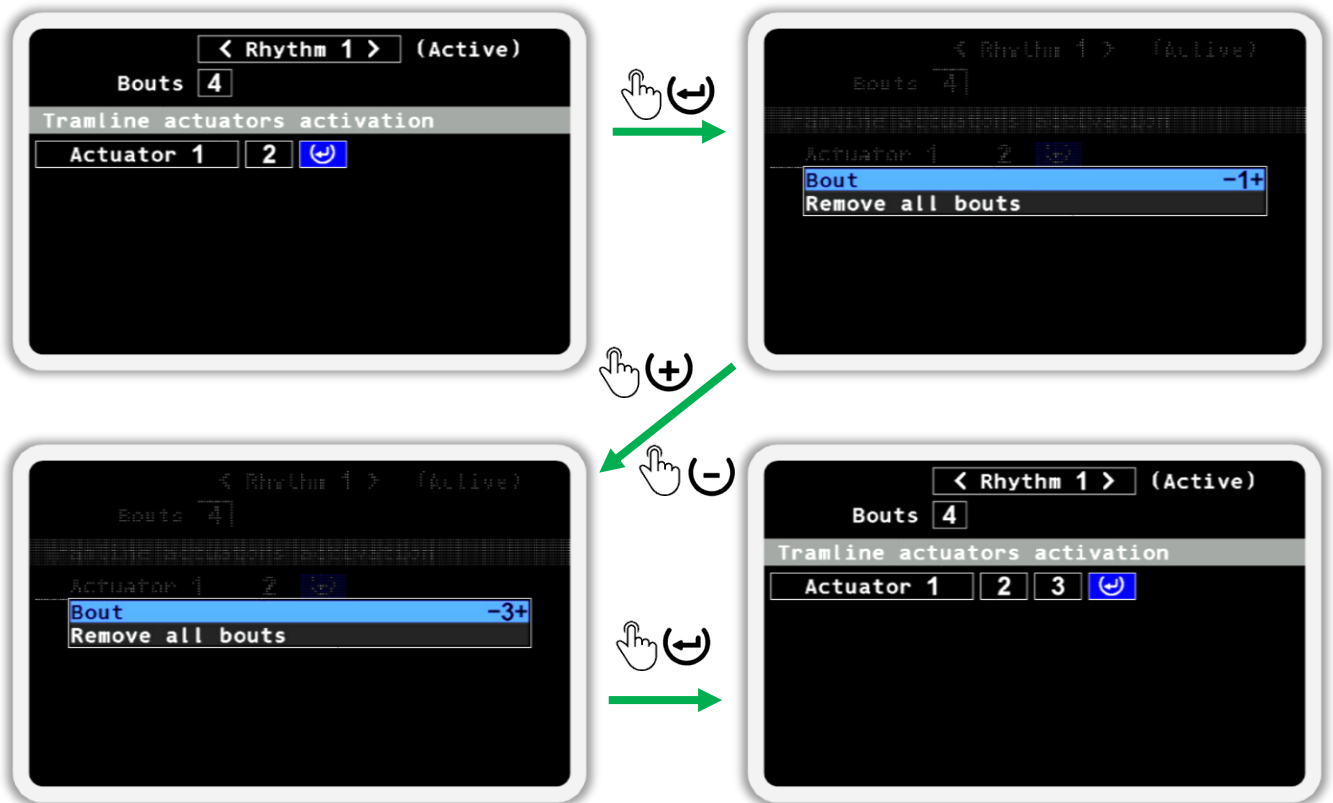 < Rhythm 1 > (Active)
Bouts 4
Tramline actuators activation
Actuator 1 2
< Rhythm 1 > (Active)
Bouts 4
Tramline actuators activation
Actuator 1 2
Bout -1+
Remove all bouts
+
-
< Rhythm 1 > (Active)
Bouts 4
Tramline actuators activation
Actuator 1 2
Bout -3+
Remove all bouts
< Rhythm 1 > (Active)
Bouts 4
Tramline actuators activation
Actuator 1 2 3